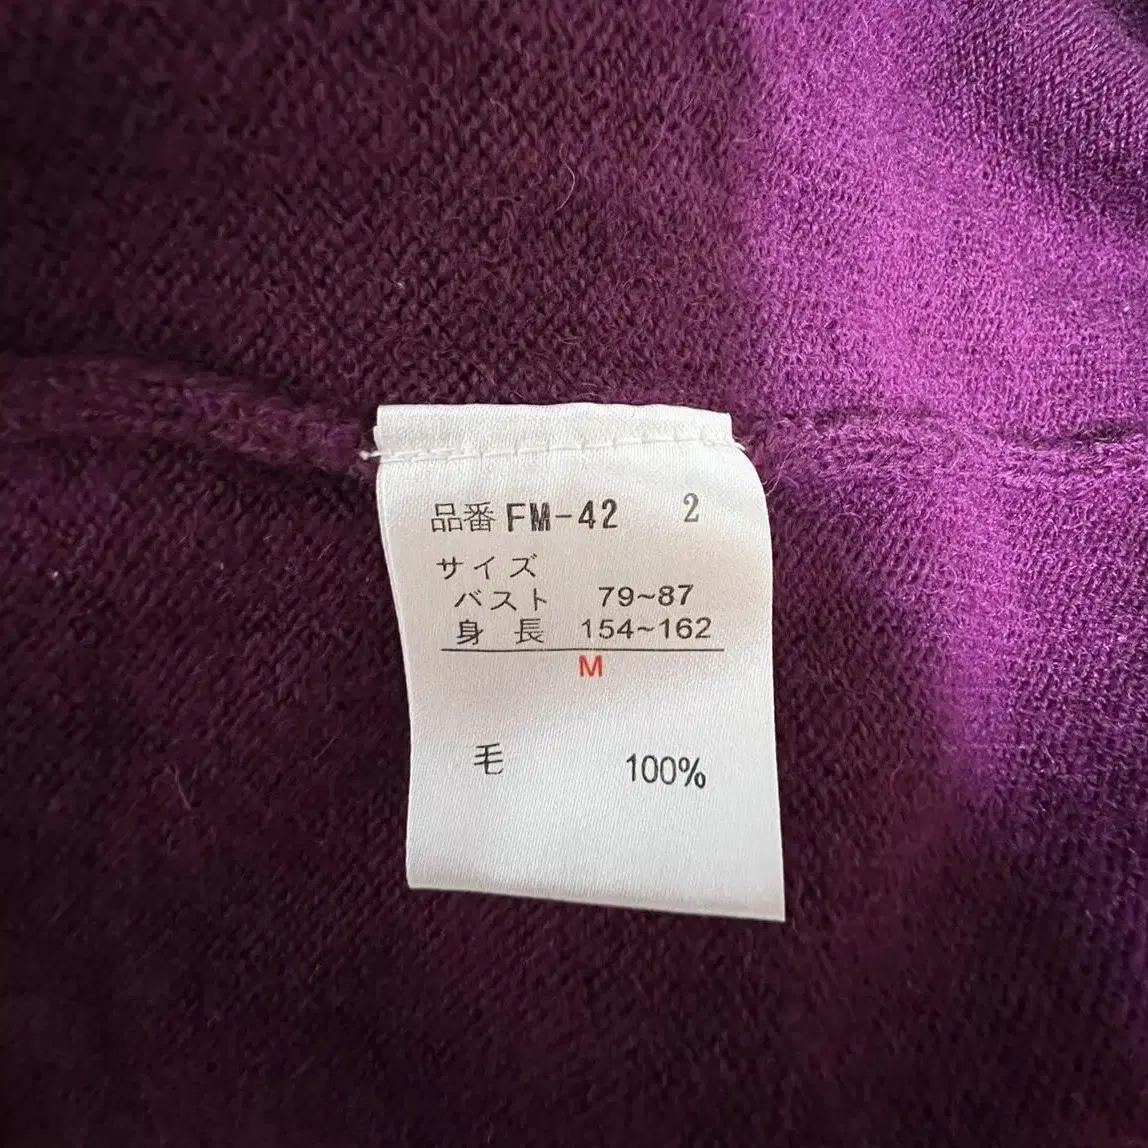 品番 FM-42 2
サイズ
バスト 79~87
身 長 154~162
M
毛 100%